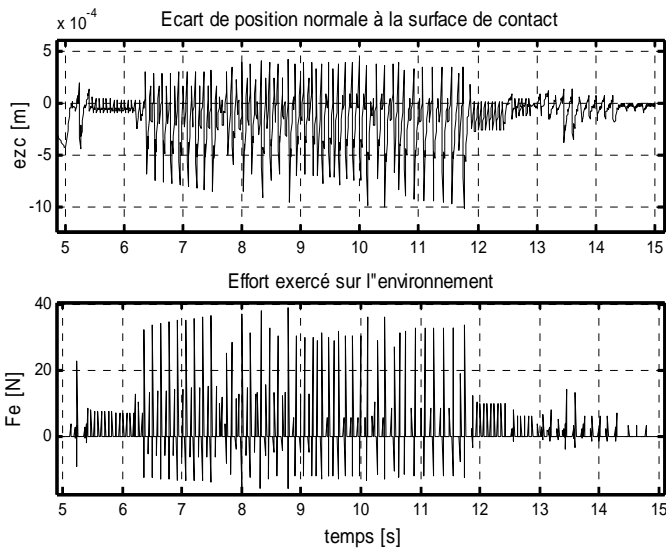 Ecart de position normale à la surface de contact
x 10-4
5
0
-5
-10
ezc [m]
5 6 7 8 9 10 11 12 13 14 15
Effort exercé sur l"environnement
40
20
0
Fe [N]
5 6 7 8 9 10 11 12 13 14 15
temps [s]